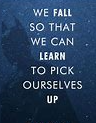 WE FALL
SO THAT
WE CAN
LEARN
TO PICK
OURSELVES
UP